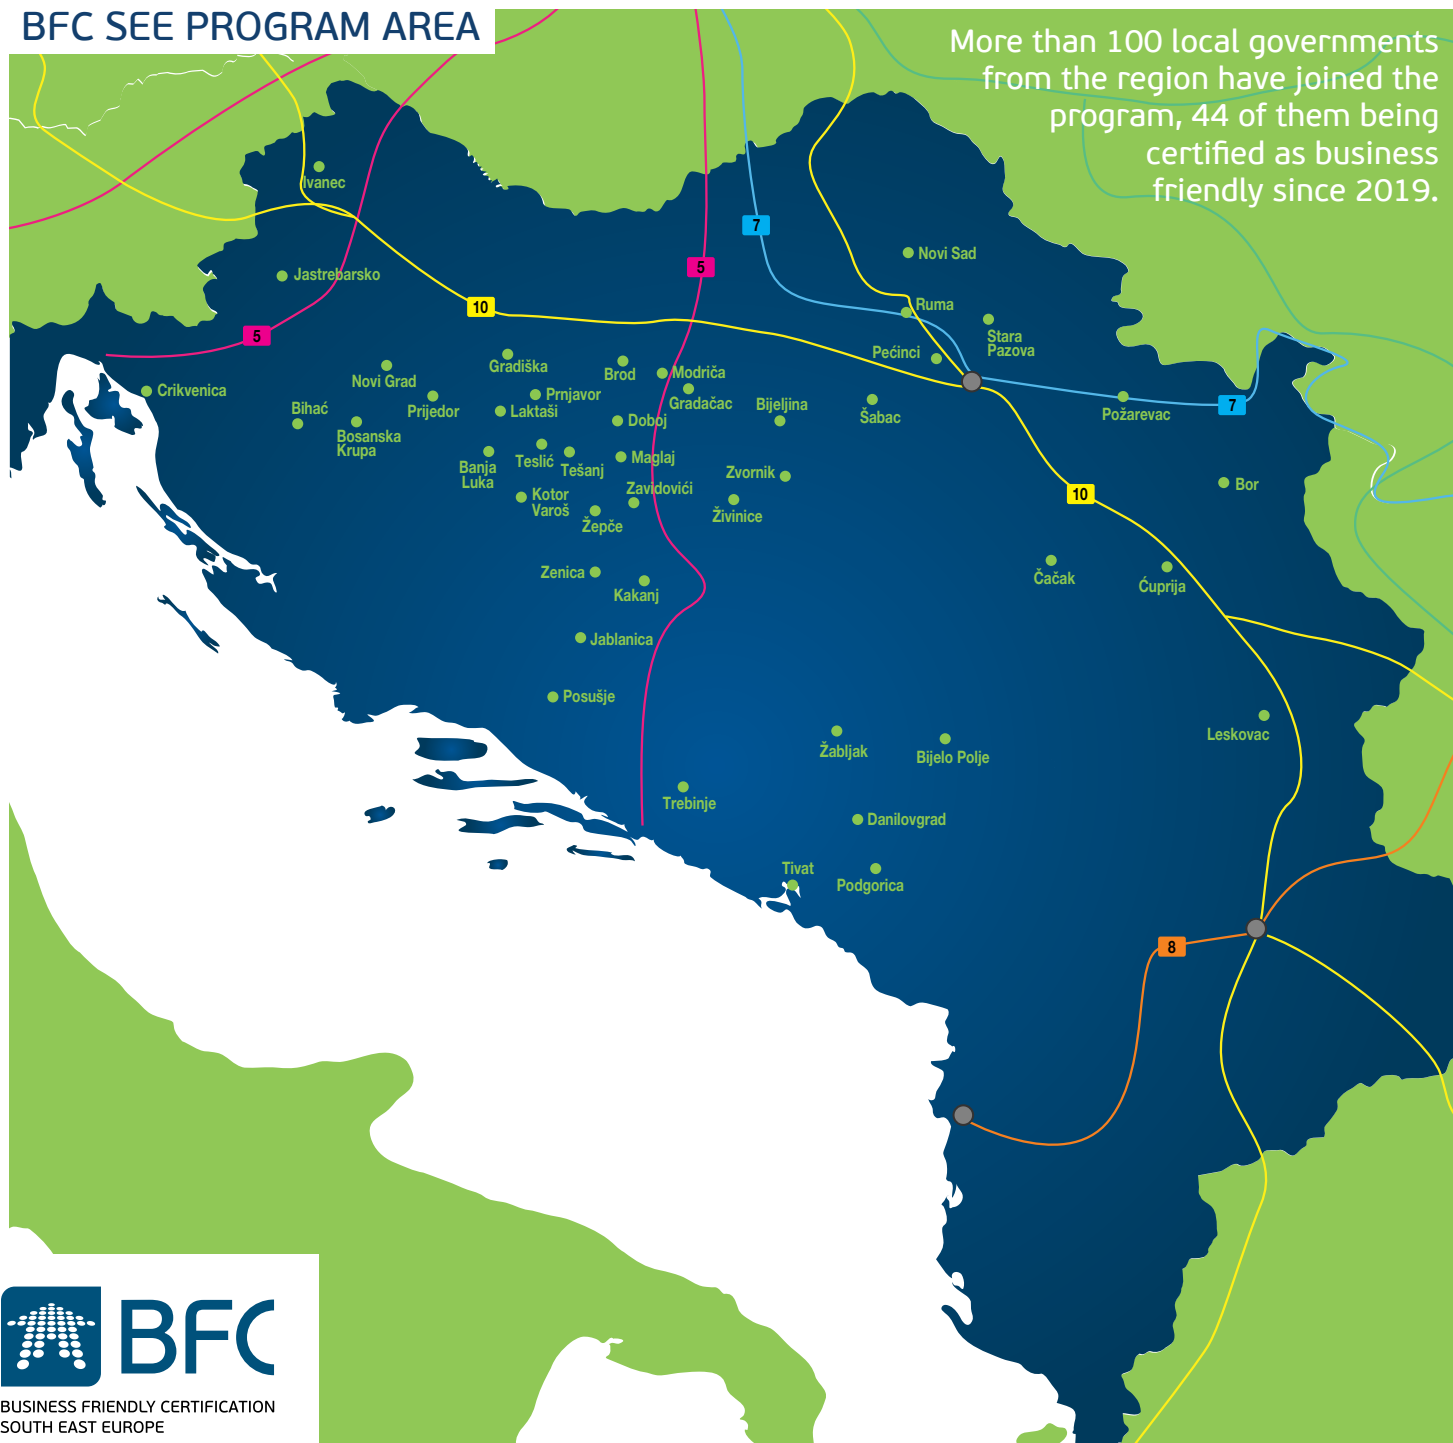 BFC SEE PROGRAM AREA
More than 100 local governments
from the region have joined the
program, 44 of them being
certified as business
friendly since 2019.
Ivanec
7
Novi Sad
5
Jastrebarsko
10
Ruma
5
Stara
Pazova
Pećinci
Gradiška
Brod
Modriča
Novi Grad
Crikvenica
Prnjavor
Gradačac
Bijeljina
7
Požarevac
Bihać
Prijedor
Laktaši
Doboj
Šabac
Bosanska
Krupa
Banja
Luka
Teslić
Tešanj
Maglaj
Zvornik
Bor
Kotor
Varoš
Zavidovići
10
Žepče
Živinice
Zenica
Kakanj
Čačak
Ćuprija
Jablanica
Posušje
Žabljak
Bijelo Polje
Leskovac
Trebinje
Danilovgrad
Tivat
Podgorica
8
BFC
BUSINESS FRIENDLY CERTIFICATION
SOUTH EAST EUROPE